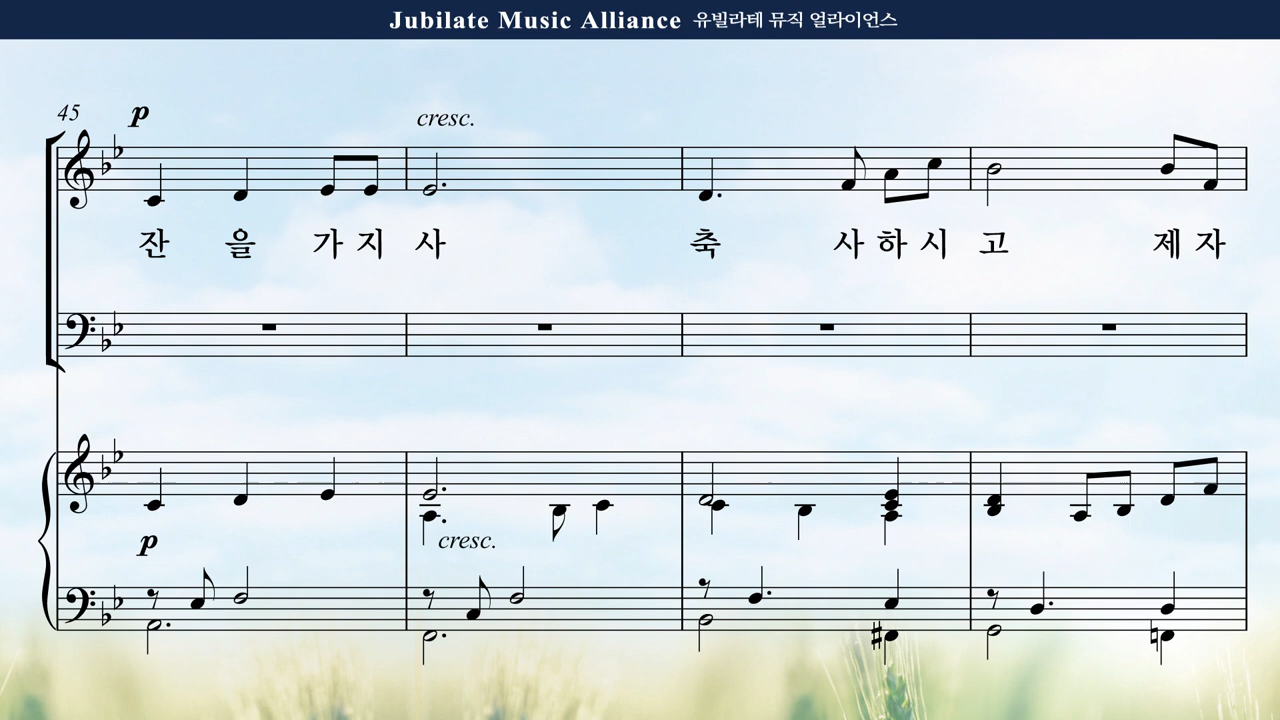 Jubilate Music Alliance 유빌라테 뮤직 얼라이언스
45
p
cresc.
잔 을 가 지 사 축 사 하 시 고 제 자
p
cresc.